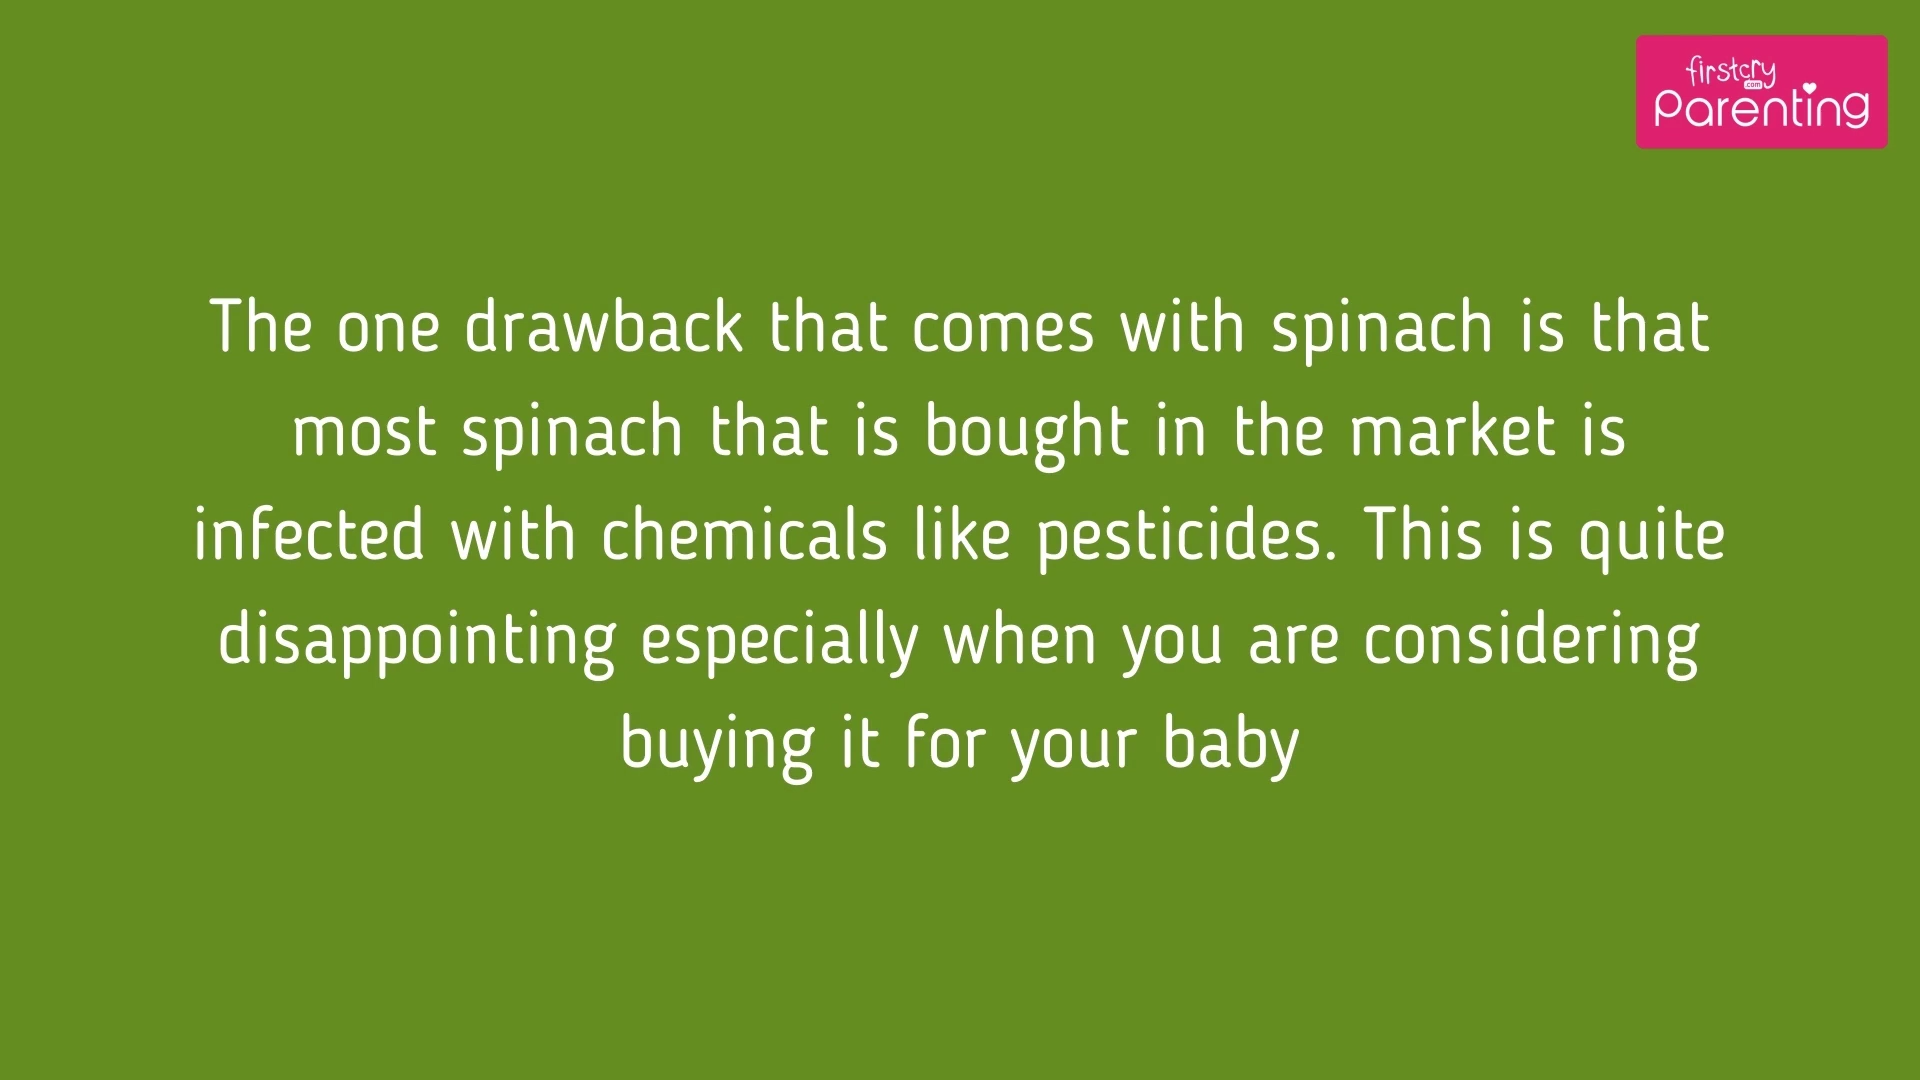 firstcry
.com
Parenting
The one drawback that comes with spinach is that
most spinach that is bought in the market is
infected with chemicals like pesticides. This is quite
disappointing especially when you are considering
buying it for your baby